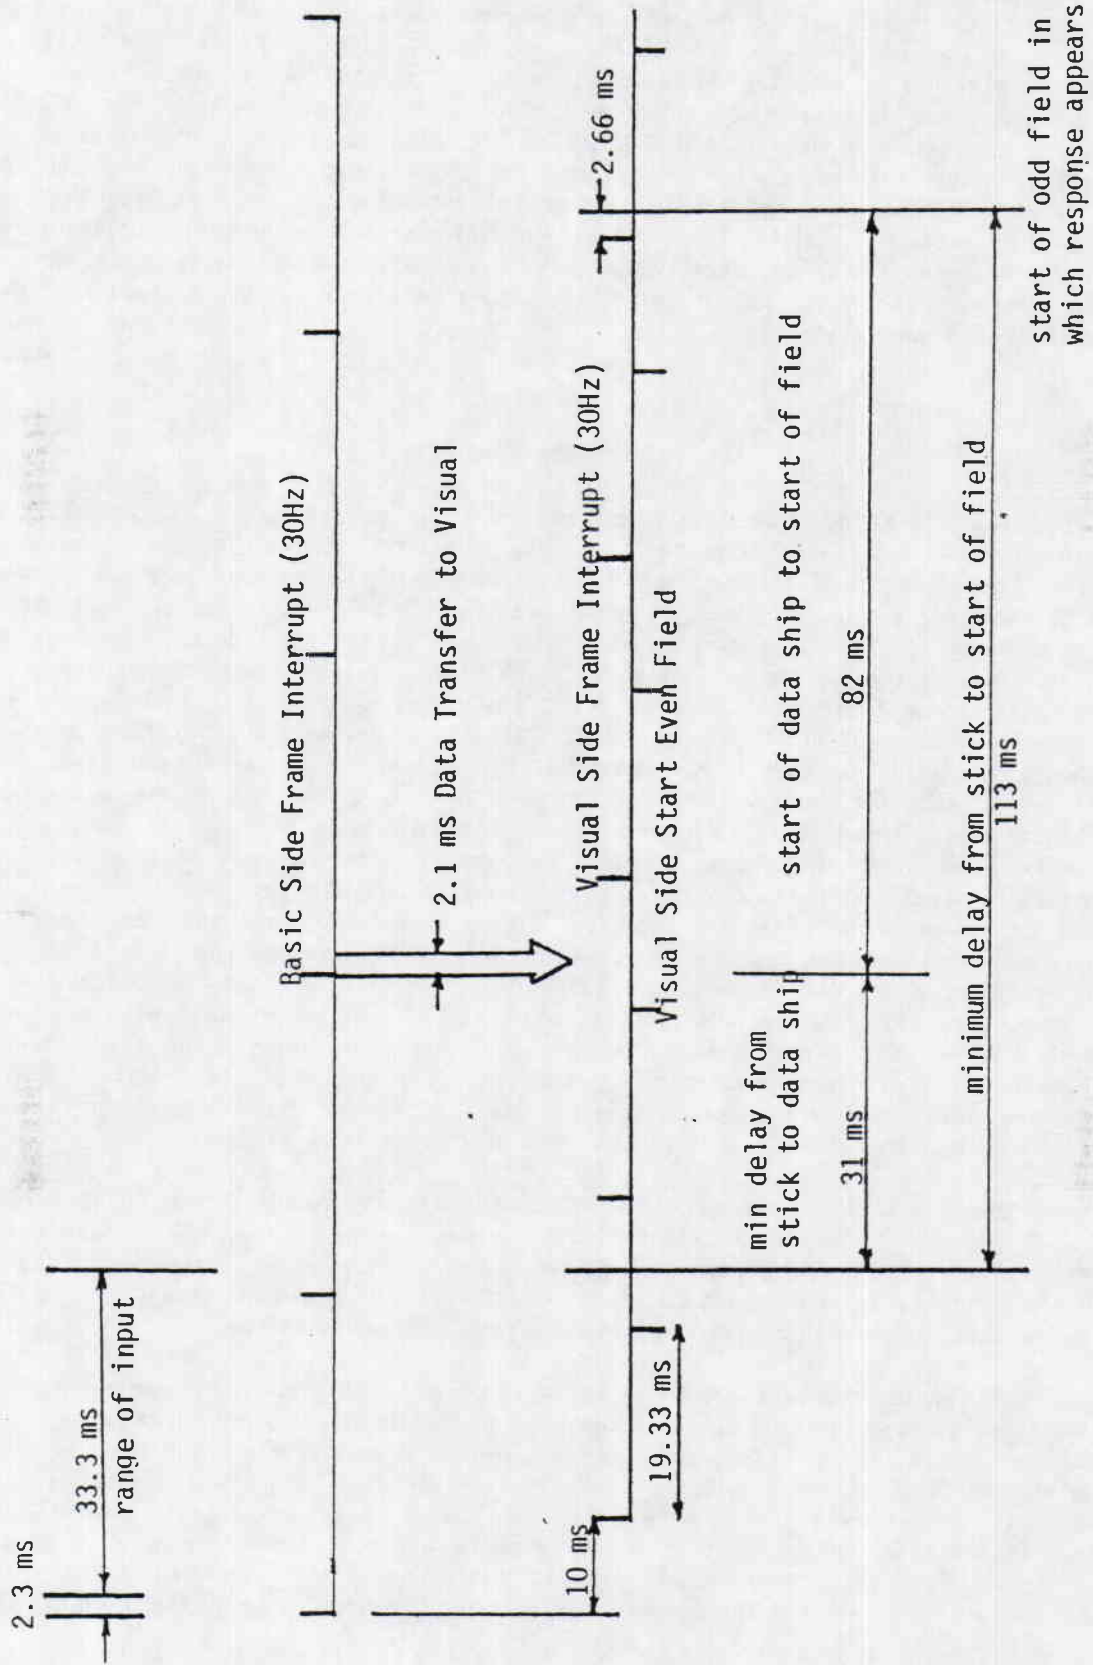 2.3 ms
33.3 ms
range of input
Basic Side Frame Interrupt (30Hz)
2.1 ms Data Transfer to Visual
10 ms
Visual Side Frame Interrupt (30Hz)
2.66 ms
19.33 ms
Visual Side Start Even Field
min delay from
stick to data ship
start of data ship to start of field
31 ms
82 ms
minimum delay from stick to start of field
113 ms
start of odd field in
which response appears